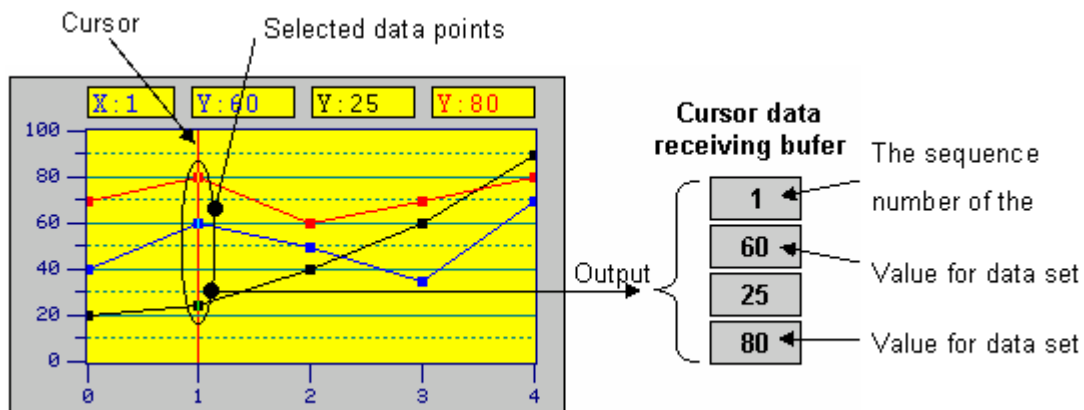 Cursor
Selected data points
X:1 Y:60 Y:25 Y:80
100
80
60
40
20
0
0 1 2 3 4
Output
Cursor data
receiving bufer
1
60
25
80
The sequence
number of the
Value for data set
Value for data set